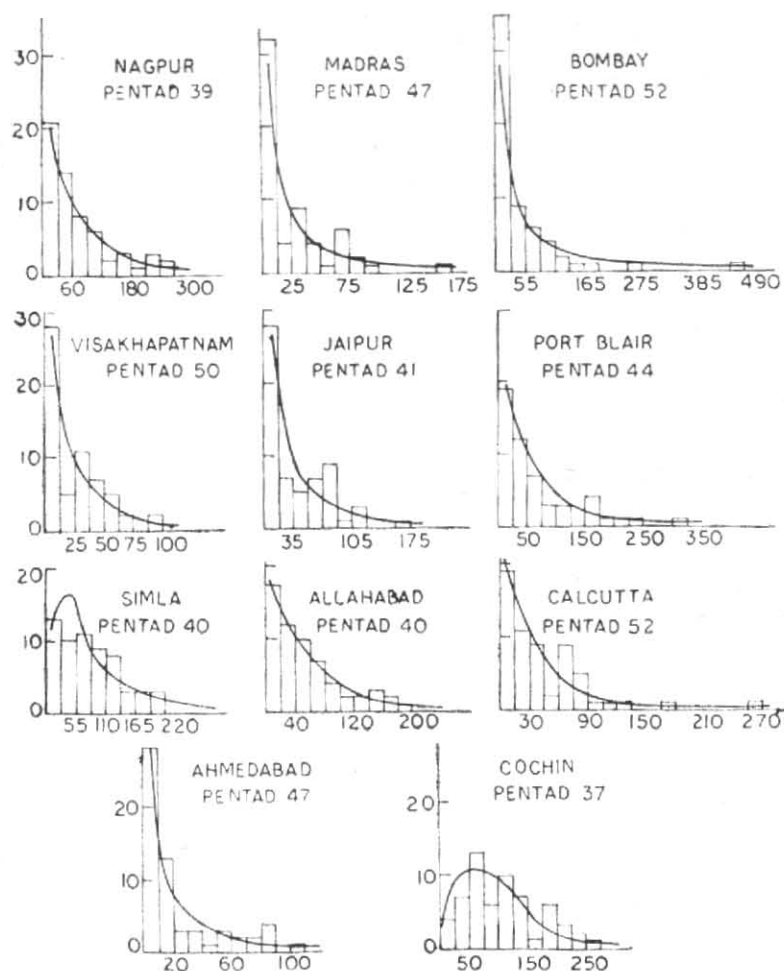 30
20
10
0
NAGPUR
PENTAD 39
60 180 300
MADRAS
PENTAD 47
25 75 125 175
BOMBAY
PENTAD 52
55 165 275 385 490
30
20
10
0
VISAKHAPATNAM
PENTAD 50
25 50 75 100
JAIPUR
PENTAD 41
35 105 175
PORT BLAIR
PENTAD 44
50 150 250 350
20
10
0
SIMLA
PENTAD 40
55 110 165 220
ALLAHABAD
PENTAD 40
40 120 200
CALCUTTA
PENTAD 52
30 90 150 210 270
20
10
0
AHMEDABAD
PENTAD 47
20 60 100
20
10
0
COCHIN
PENTAD 37
50 150 250